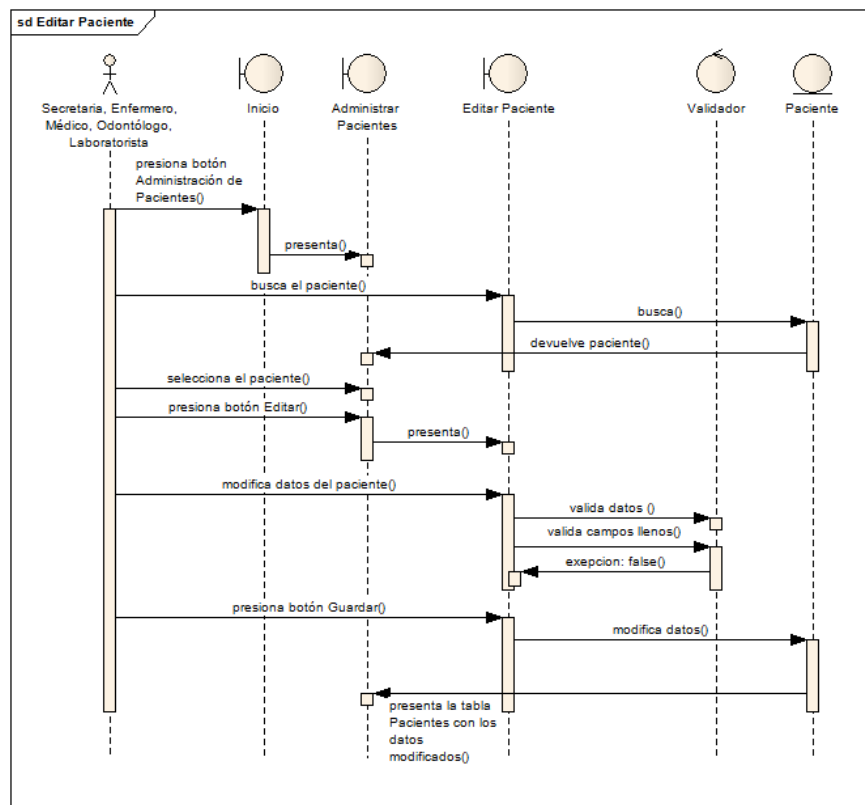 sd Editar Paciente
Secretaria, Enfermero,
Médico, Odontólogo,
Laboratorista
Inicio
Administrar
Pacientes
Editar Paciente
Validador
Paciente
presiona botón
Administración de
Pacientes()
presenta()
busca el paciente()
busca()
devuelve paciente()
selecciona el paciente()
presiona botón Editar()
presenta()
modifica datos del paciente()
valida datos ()
valida campos llenos()
exepcion: false()
presiona botón Guardar()
modifica datos()
presenta la tabla
Pacientes con los
datos
modificados()